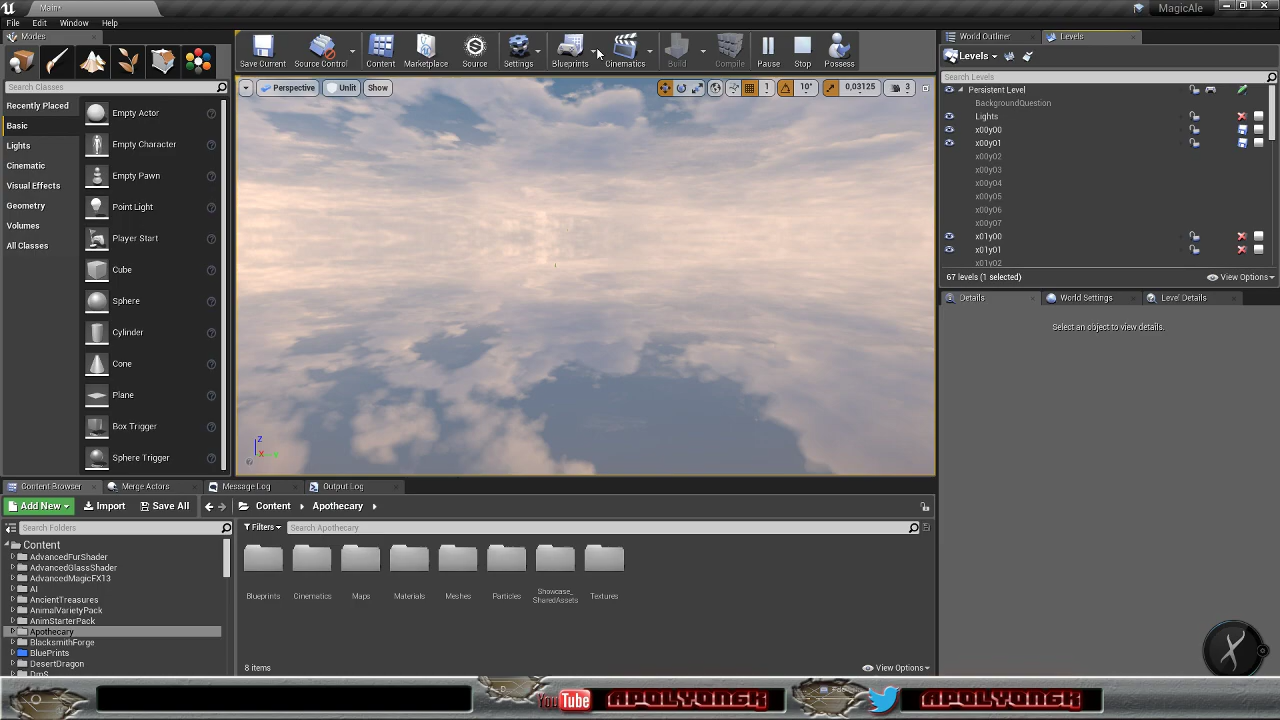 Main*
MagicAle
File Edit Window Help
Modes
Search Classes
Recently Placed
Basic
Lights
Cinematic
Visual Effects
Geometry
Volumes
All Classes
Empty Actor
Empty Character
Empty Pawn
Point Light
Player Start
Cube
Sphere
Cylinder
Cone
Plane
Box Trigger
Sphere Trigger
Save Current Source Control Content Marketplace Source Settings Blueprints Cinematics Build Compile Pause Stop Possess
Perspective Unlit Show
1 10° 0,03125 3
Z
X
World Outliner Levels
Levels
Search Levels
Persistent Level
BackgroundQuestion
Lights
x00y00
x00y01
x00y02
x00y03
x00y04
x00y05
x00y06
x00y07
x01y00
x01y01
x01y02
67 levels (1 selected) View Options
Details World Settings Level Details
Select an object to view details.
Content Browser Merge Actors Message Log Output Log
Add New Import Save All Content Apothecary
Search Folders
Filters Search Apothecary
Content
AdvancedFurShader
AdvancedGlassShader
AdvancedMagicFX13
AI
AncientTreasures
AnimalVarietyPack
AnimStarterPack
Apothecary
BlacksmithForge
BluePrints
DesertDragon
DmS
Blueprints Cinematics Maps Materials Meshes Particles Showcase_
SharedAssets Textures
8 items View Options
YouTube APOLYONGK APOLYONGK